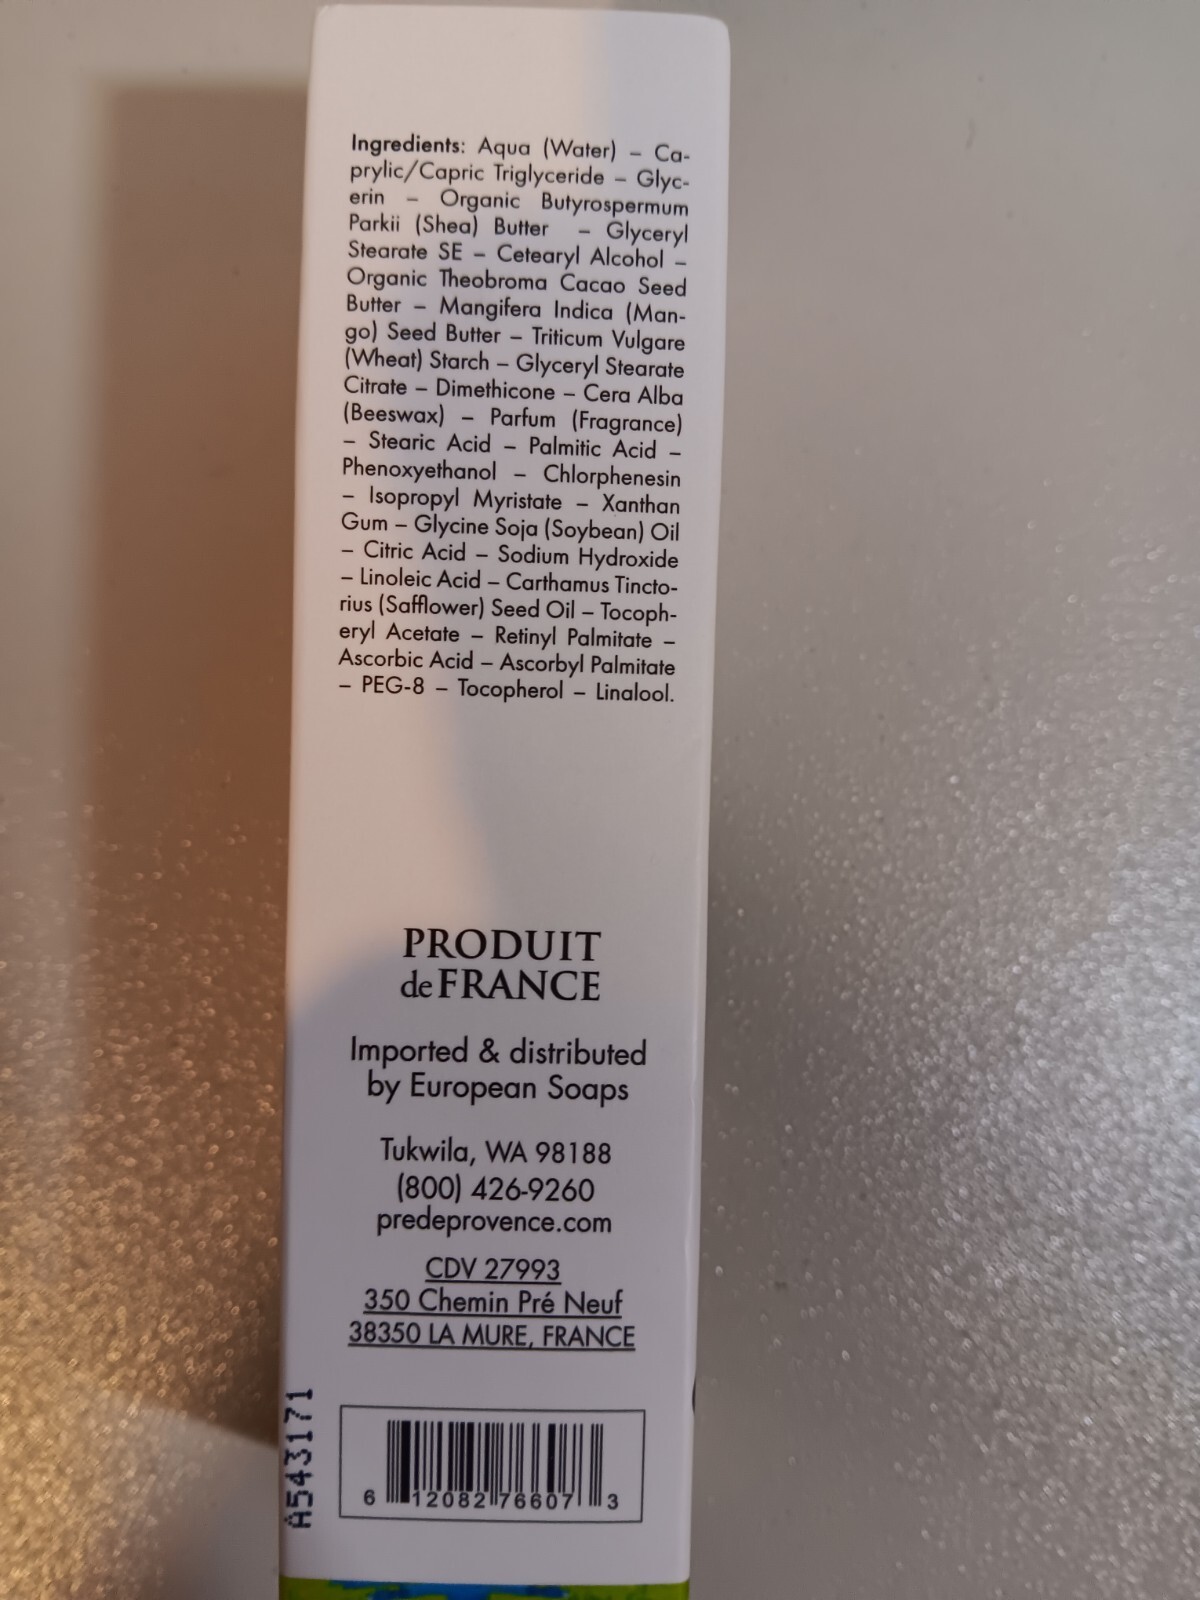 Ingredients: Aqua (Water) – Ca-
prylic/Capric Triglyceride – Glyc-
erin – Organic Butyrospermum
Parkii (Shea) Butter – Glyceryl
Stearate SE – Cetearyl Alcohol –
Organic Theobroma Cacao Seed
Butter – Mangifera Indica (Man-
go) Seed Butter – Triticum Vulgare
(Wheat) Starch – Glyceryl Stearate
Citrate – Dimethicone – Cera Alba
(Beeswax) – Parfum (Fragrance)
– Stearic Acid – Palmitic Acid –
Phenoxyethanol – Chlorphenesin
– Isopropyl Myristate – Xanthan
Gum – Glycine Soja (Soybean) Oil
– Citric Acid – Sodium Hydroxide
– Linoleic Acid – Carthamus Tincto-
rius (Safflower) Seed Oil – Tocoph-
eryl Acetate – Retinyl Palmitate –
Ascorbic Acid – Ascorbyl Palmitate
– PEG-8 – Tocopherol – Linalool.
PRODUIT
de FRANCE
Imported & distributed
by European Soaps
Tukwila, WA 98188
(800) 426-9260
predeprovence.com
CDV 27993
350 Chemin Pré Neuf
38350 LA MURE, FRANCE
A543171
6 12082 76607 3